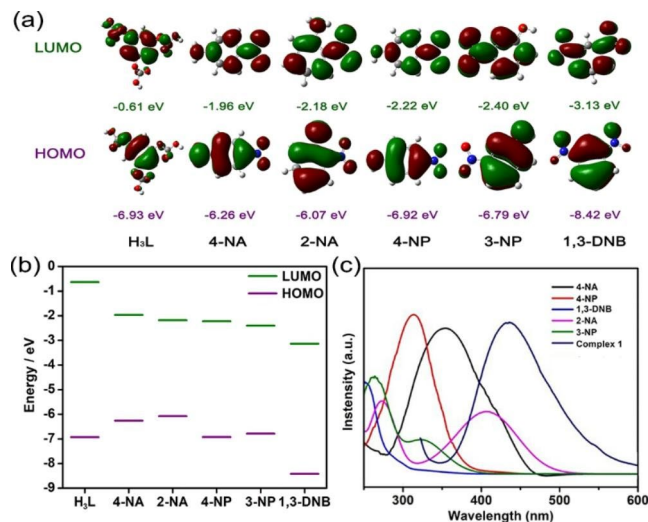 (a)
LUMO
-0.61 eV -1.96 eV -2.18 eV -2.22 eV -2.40 eV -3.13 eV
HOMO
-6.93 eV -6.26 eV -6.07 eV -6.92 eV -6.79 eV -8.42 eV
H₃L 4-NA 2-NA 4-NP 3-NP 1,3-DNB
(b)
0
-1
-2
-3
-4
-5
-6
-7
-8
-9
Energy / eV
LUMO
HOMO
H₃L 4-NA 2-NA 4-NP 3-NP 1,3-DNB
(c)
Instensity (a.u.)
4-NA
4-NP
1,3-DNB
2-NA
3-NP
Complex 1
300 400 500 600
Wavelength (nm)